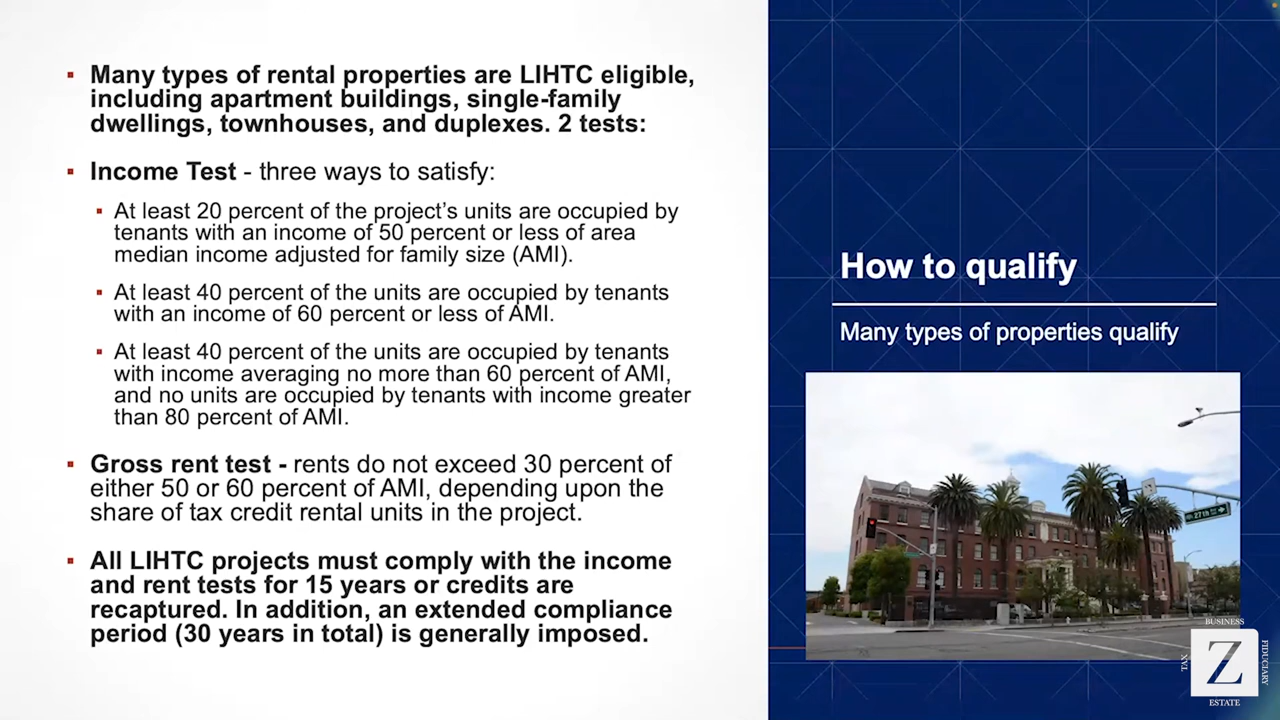 ▪ Many types of rental properties are LIHTC eligible,
including apartment buildings, single-family
dwellings, townhouses, and duplexes. 2 tests:
▪ Income Test - three ways to satisfy:
▪ At least 20 percent of the project’s units are occupied by
tenants with an income of 50 percent or less of area
median income adjusted for family size (AMI).
▪ At least 40 percent of the units are occupied by tenants
with an income of 60 percent or less of AMI.
▪ At least 40 percent of the units are occupied by tenants
with income averaging no more than 60 percent of AMI,
and no units are occupied by tenants with income greater
than 80 percent of AMI.
▪ Gross rent test - rents do not exceed 30 percent of
either 50 or 60 percent of AMI, depending upon the
share of tax credit rental units in the project.
▪ All LIHTC projects must comply with the income
and rent tests for 15 years or credits are
recaptured. In addition, an extended compliance
period (30 years in total) is generally imposed.
How to qualify
Many types of properties qualify
27th
BUSINESS
TAX
Z
FIDUCIARY
ESTATE